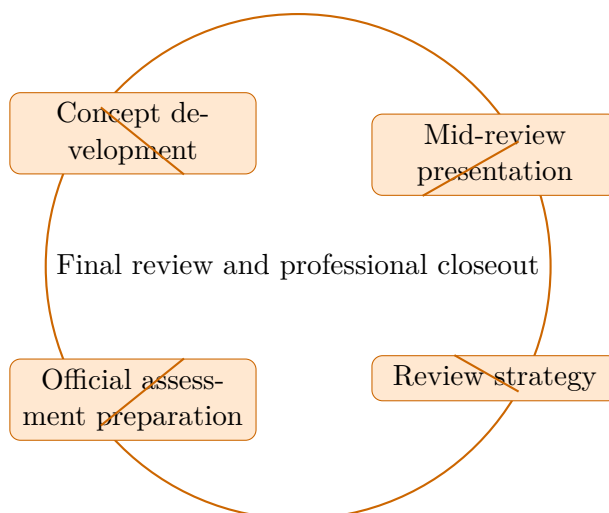 Concept de-
velopment
Mid-review
presentation
Final review and professional closeout
Official assess-
ment preparation
Review strategy